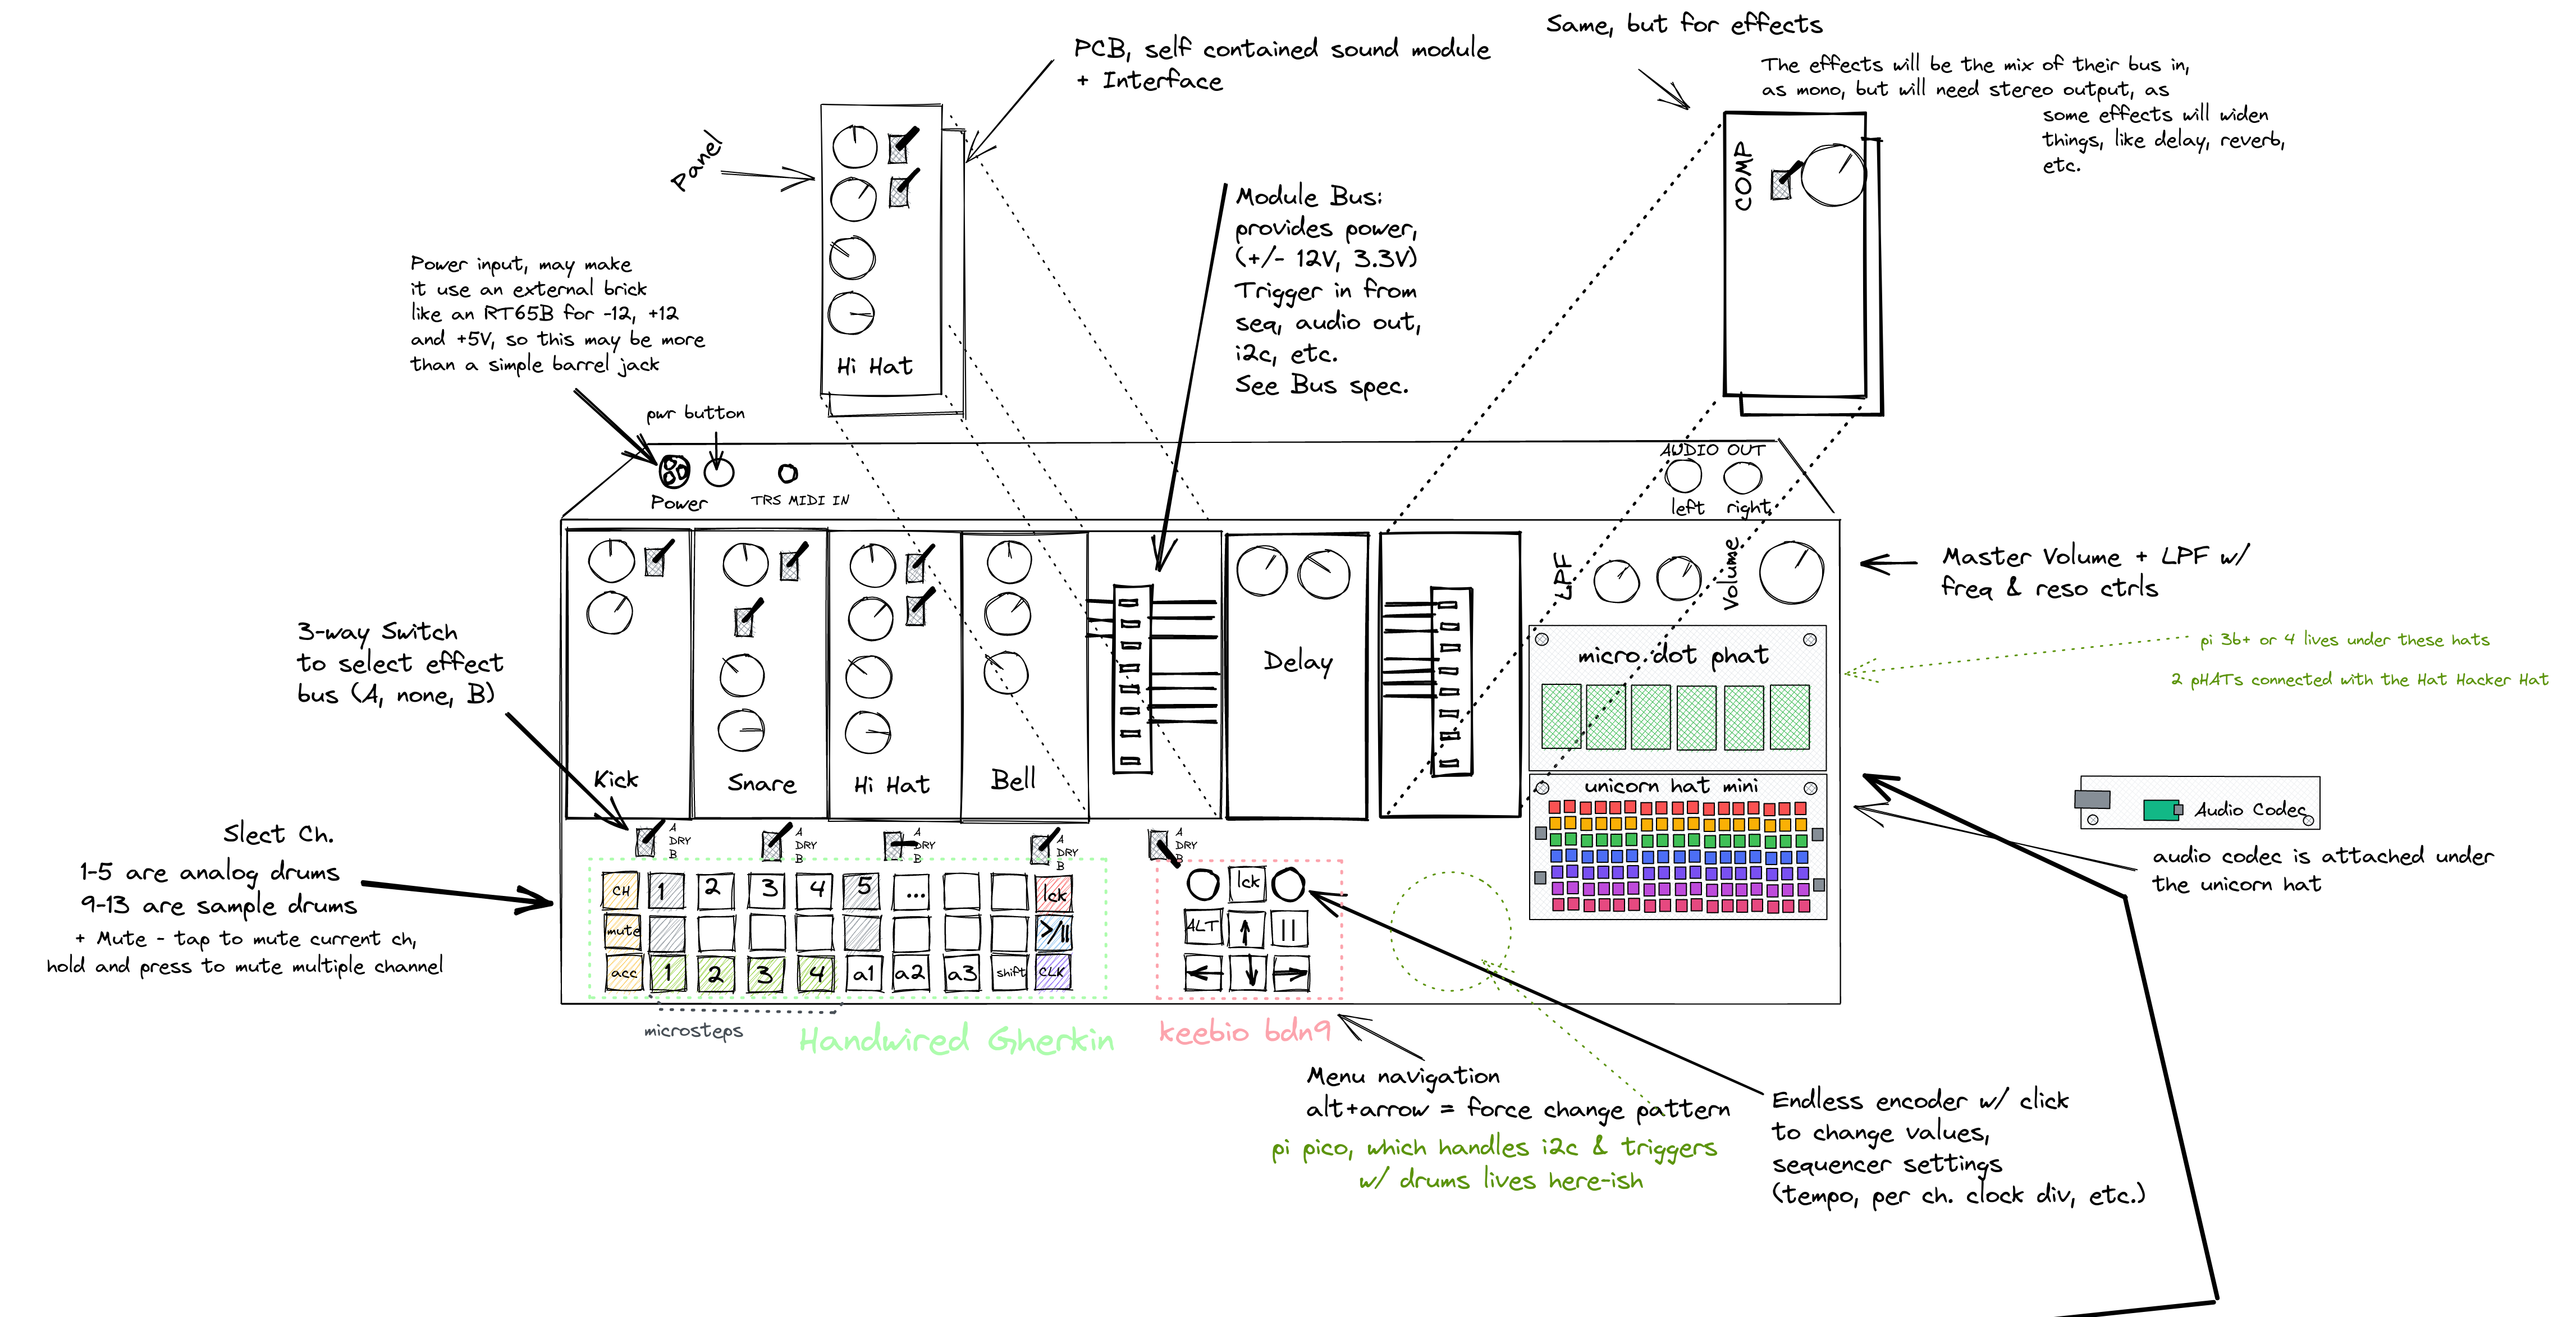 Same, but for effects
The effects will be the mix of their bus in,
as mono, but will need stereo output, as
some effects will widen
things, like delay, reverb,
etc.
PCB, self contained sound module
+ Interface
Panel
Hi Hat
COMP
Module Bus:
provides power,
(+/- 12V, 3.3V)
Trigger in from
seq, audio out,
i2c, etc.
See Bus spec.
Power input, may make
it use an external brick
like an RT65B for -12, +12
and +5V, so this may be more
than a simple barrel jack
pwr button
Power
TRS MIDI IN
AUDIO OUT
left
right
Kick
Snare
Hi Hat
Bell
Delay
LPF
Volume
Master Volume + LPF w/
freq & reso ctrls
micro dot phat
pi 3b+ or 4 lives under these hats
2 pHATs connected with the Hat Hacker Hat
unicorn hat mini
Audio Codec
audio codec is attached under
the unicorn hat
3-way Switch
to select effect
bus (A, none, B)
A
DRY
B
A
DRY
B
A
DRY
B
A
DRY
B
A
DRY
B
Slect Ch.
1-5 are analog drums
9-13 are sample drums
+ Mute - tap to mute current ch,
hold and press to mute multiple channel
CH 1 2 3 4 5 ... lck
mute >/||
acc 1 2 3 4 a1 a2 a3 shift CLK
lck
ALT ↑ ||
← ↓ →
microsteps
Handwired Gherkin
keebio bdn9
Menu navigation
alt+arrow = force change pattern
pi pico, which handles i2c & triggers
w/ drums lives here-ish
Endless encoder w/ click
to change values,
sequencer settings
(tempo, per ch. clock div, etc.)